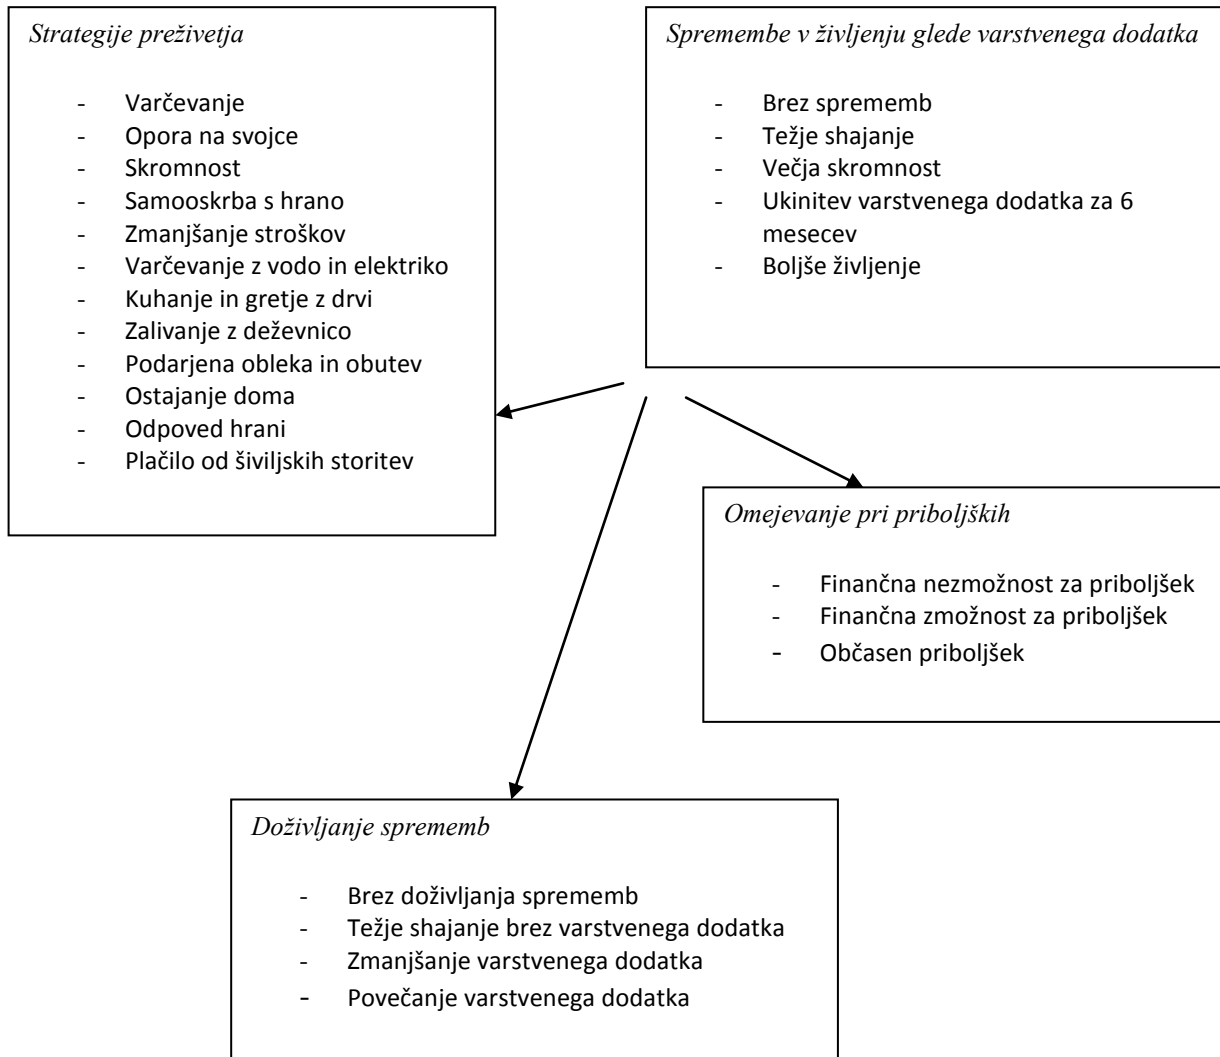 Strategije preživetja
- Varčevanje
- Opora na svojce
- Skromnost
- Samooskrba s hrano
- Zmanjšanje stroškov
- Varčevanje z vodo in elektriko
- Kuhanje in gretje z drvi
- Zalivanje z deževnico
- Podarjena obleka in obutev
- Ostajanje doma
- Odpoved hrani
- Plačilo od šiviljskih storitev
Spremembe v življenju glede varstvenega dodatka
- Brez sprememb
- Težje shajanje
- Večja skromnost
- Ukinitev varstvenega dodatka za 6
mesecev
- Boljše življenje
Omejevanje pri priboljških
- Finančna nezmožnost za priboljšek
- Finančna zmožnost za priboljšek
- Občasen priboljšek
Doživljanje sprememb
- Brez doživljanja sprememb
- Težje shajanje brez varstvenega dodatka
- Zmanjšanje varstvenega dodatka
- Povečanje varstvenega dodatka